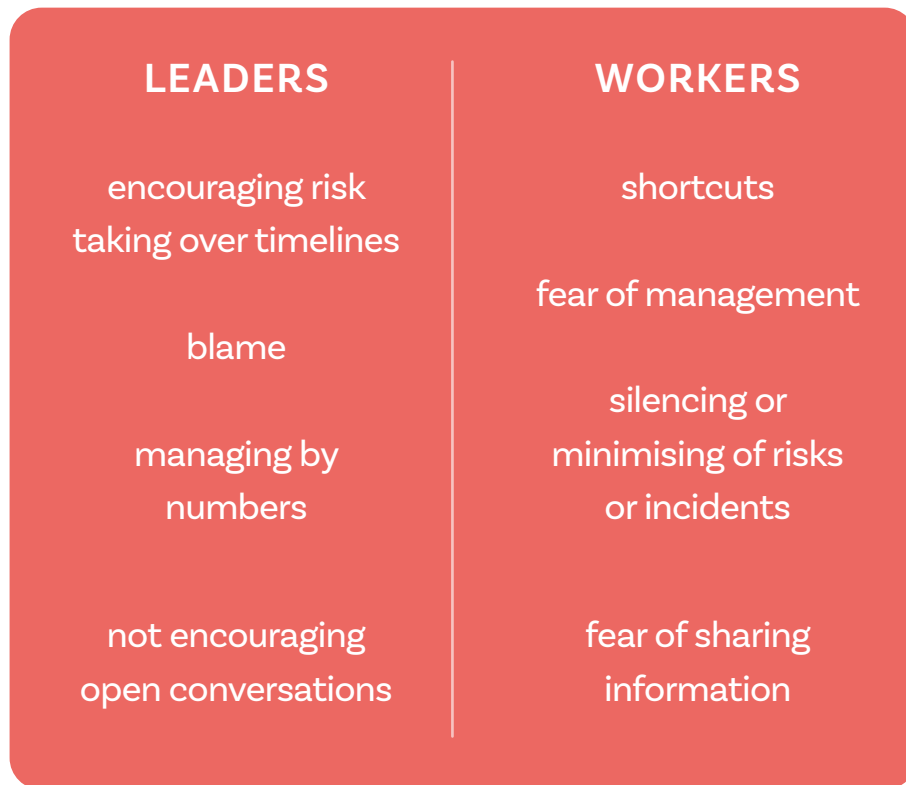 LEADERS
encouraging risk
taking over timelines
blame
managing by
numbers
not encouraging
open conversations
WORKERS
shortcuts
fear of management
silencing or
minimising of risks
or incidents
fear of sharing
information